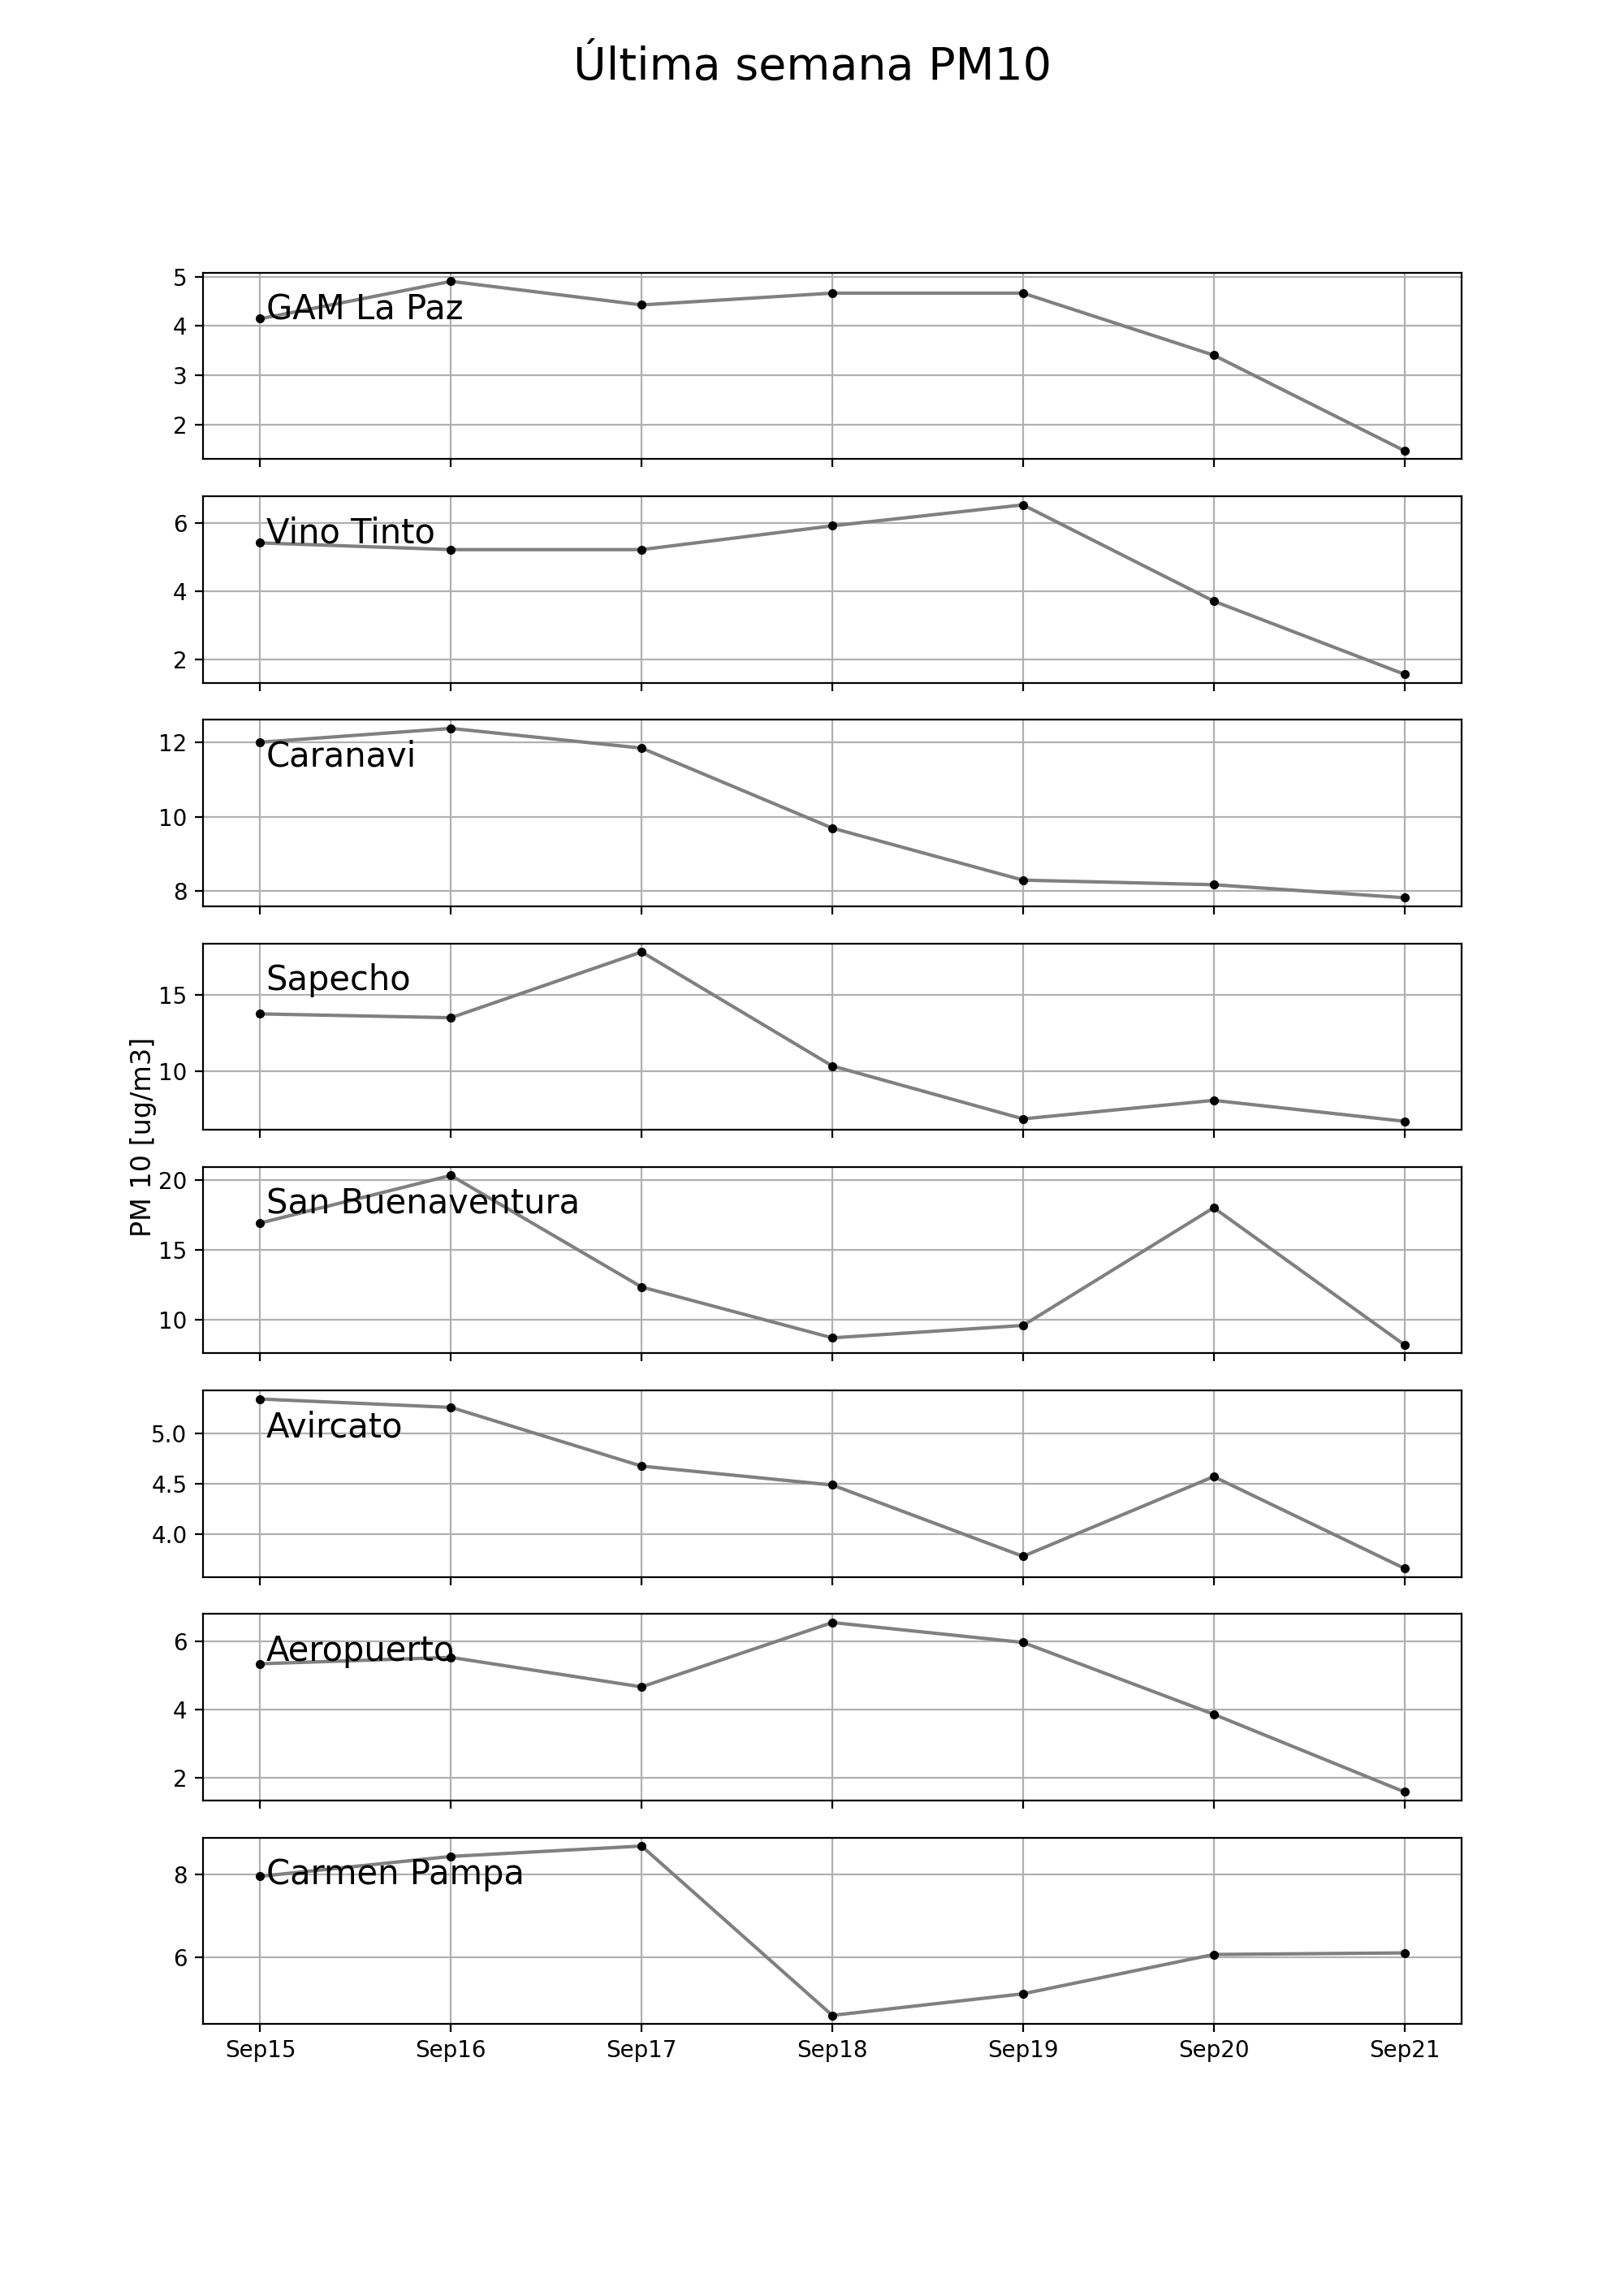 Última semana PM10
5
4
3
2
GAM La Paz
6
4
2
Vino Tinto
12
10
8
Caranavi
15
10
Sapecho
PM 10 [ug/m3]
20
15
10
San Buenaventura
5.0
4.5
4.0
Avircato
6
4
2
Aeropuerto
8
6
Carmen Pampa
Sep15 Sep16 Sep17 Sep18 Sep19 Sep20 Sep21